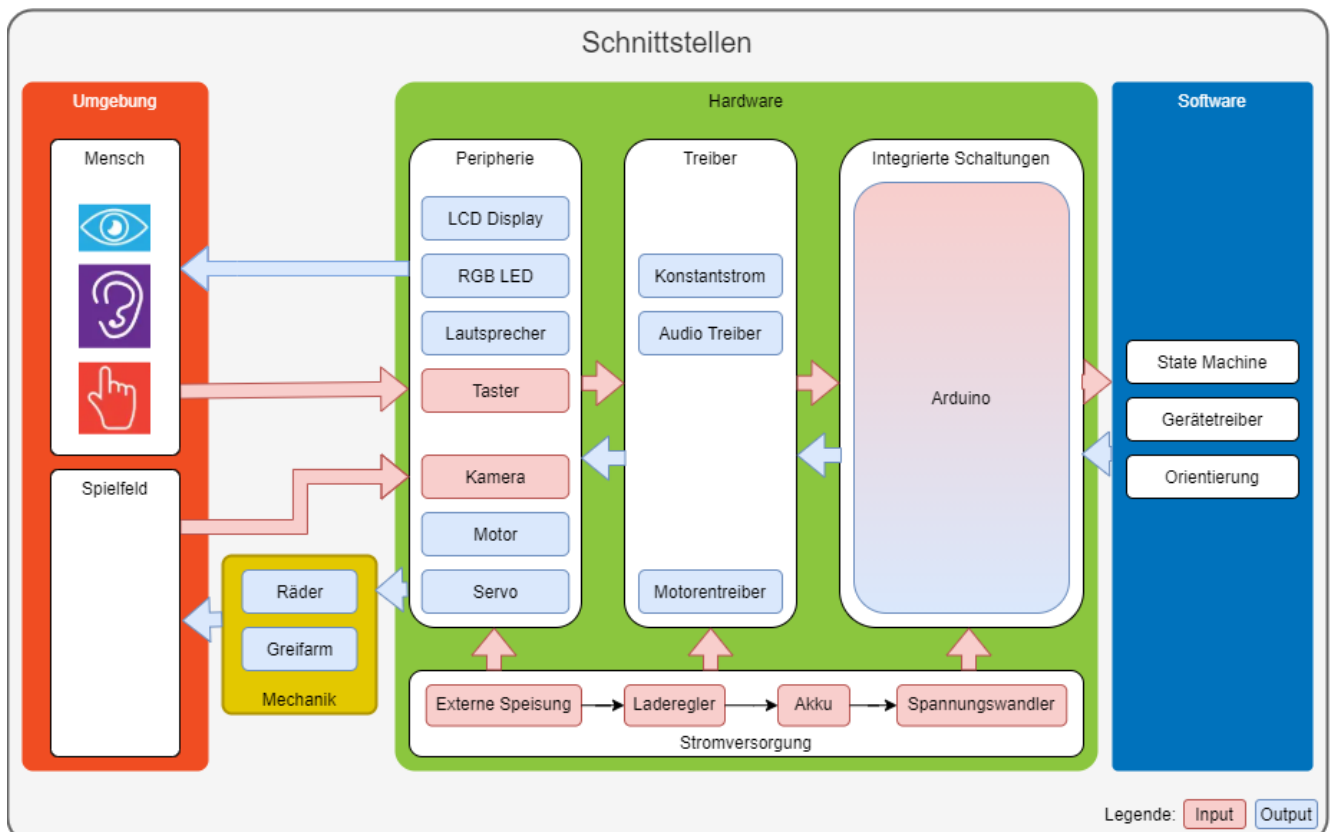 Schnittstellen
Umgebung
Mensch
Spielfeld
Räder
Greifarm
Mechanik
Hardware
Peripherie
LCD Display
RGB LED
Lautsprecher
Taster
Kamera
Motor
Servo
Treiber
Konstantstrom
Audio Treiber
Motorentreiber
Integrierte Schaltungen
Arduino
Externe Speisung
Laderegler
Akku
Spannungswandler
Stromversorgung
Software
State Machine
Gerätetreiber
Orientierung
Legende: Input Output